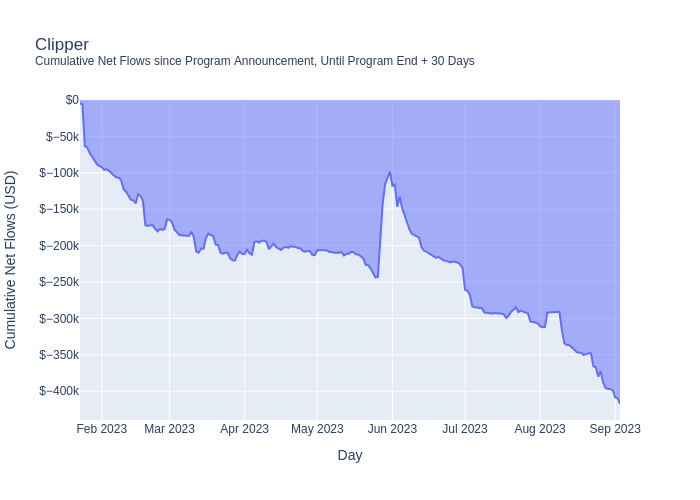 Clipper
Cumulative Net Flows since Program Announcement, Until Program End + 30 Days
Cumulative Net Flows (USD)
$0
$−50k
$−100k
$−150k
$−200k
$−250k
$−300k
$−350k
$−400k
Feb 2023 Mar 2023 Apr 2023 May 2023 Jun 2023 Jul 2023 Aug 2023 Sep 2023
Day